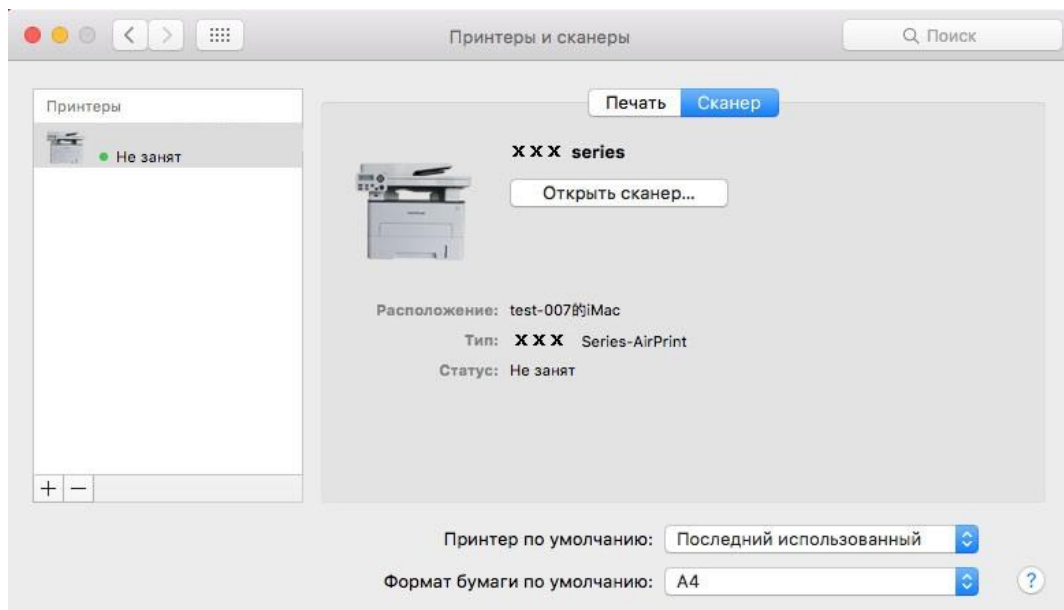 Принтеры и сканеры
Поиск
Принтеры
Не занят
Печать Сканер
XXX series
Открыть сканер...
Расположение: test-007的iMac
Тип: XXX Series-AirPrint
Статус: Не занят
+ −
Принтер по умолчанию: Последний использованный
Формат бумаги по умолчанию: A4
?